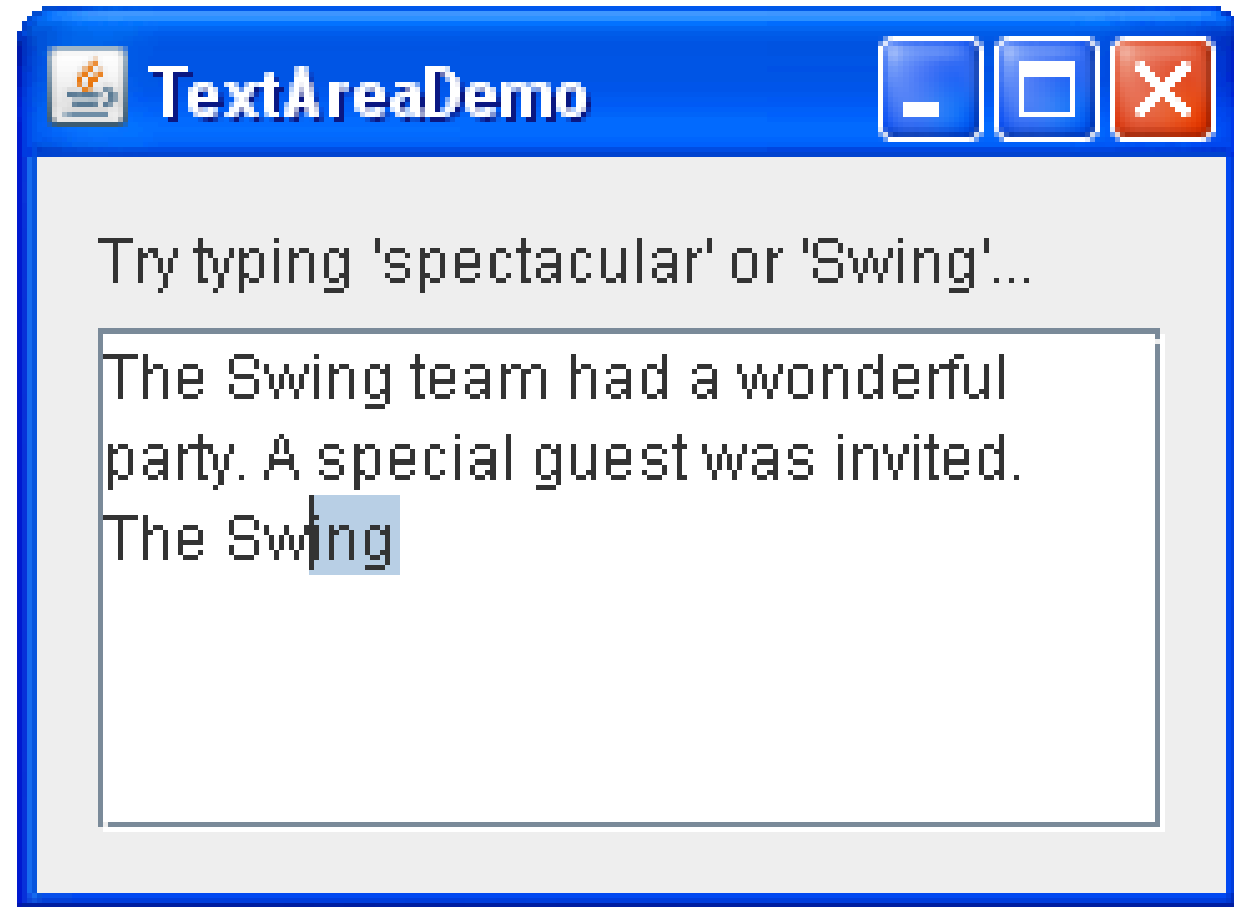 TextAreaDemo
Try typing 'spectacular' or 'Swing'...
The Swing team had a wonderful
party. A special guest was invited.
The Swing